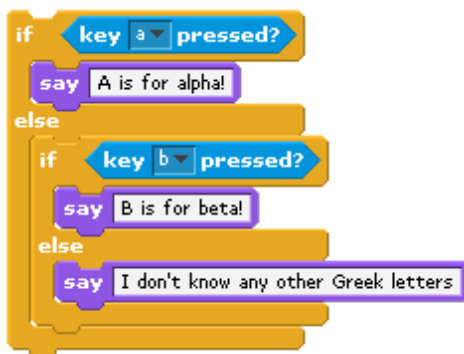 if key a pressed?
say A is for alpha!
else
if key b pressed?
say B is for beta!
else
say I don't know any other Greek letters